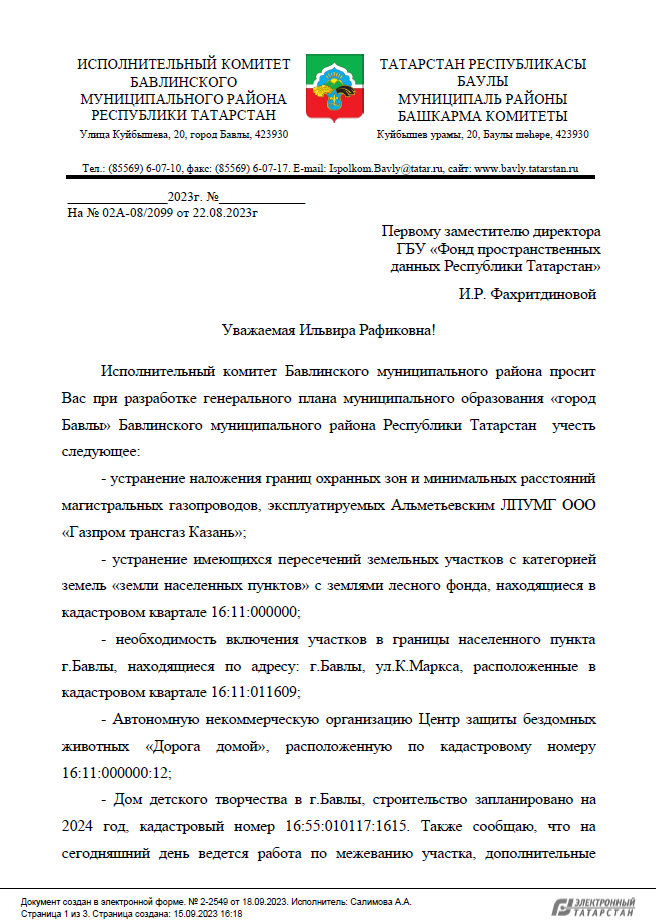 ИСПОЛНИТЕЛЬНЫЙ КОМИТЕТ
БАВЛИНСКОГО
МУНИЦИПАЛЬНОГО РАЙОНА
РЕСПУБЛИКИ ТАТАРСТАН
Улица Куйбышева, 20, город Бавлы, 423930
ТАТАРСТАН РЕСПУБЛИКАСЫ
БАУЛЫ
МУНИЦИПАЛЬ РАЙОНЫ
БАШКАРМА КОМИТЕТЫ
Куйбышев урамы, 20, Баулы шәһәре, 423930
Тел.: (85569) 6-07-10, факс: (85569) 6-07-17. E-mail: Ispolkom.Bavly@tatar.ru, сайт: www.bavly.tatarstan.ru
_______________2023г. №_____________
На № 02А-08/2099 от 22.08.2023г
Первому заместителю директора
ГБУ «Фонд пространственных
данных Республики Татарстан»
И.Р. Фахритдиновой
Уважаемая Ильвира Рафиковна!
Исполнительный комитет Бавлинского муниципального района просит
Вас при разработке генерального плана муниципального образования «город
Бавлы» Бавлинского муниципального района Республики Татарстан учесть
следующее:
- устранение наложения границ охранных зон и минимальных расстояний
магистральных газопроводов, эксплуатируемых Альметьевским ЛПУМГ ООО
«Газпром трансгаз Казань»;
- устранение имеющихся пересечений земельных участков с категорией
земель «земли населенных пунктов» с землями лесного фонда, находящиеся в
кадастровом квартале 16:11:000000;
- необходимость включения участков в границы населенного пункта
г.Бавлы, находящиеся по адресу: г.Бавлы, ул.К.Маркса, расположенные в
кадастровом квартале 16:11:011609;
- Автономную некоммерческую организацию Центр защиты бездомных
животных «Дорога домой», расположенную по кадастровому номеру
16:11:000000:12;
- Дом детского творчества в г.Бавлы, строительство запланировано на
2024 год, кадастровый номер 16:55:010117:1615. Также сообщаю, что на
сегодняшний день ведется работа по межеванию участка, дополнительные
Документ создан в электронной форме. № 2-2549 от 18.09.2023. Исполнитель: Салимова А.А.
Страница 1 из 3. Страница создана: 15.09.2023 16:18
ЭЛЕКТРОННЫЙ
ТАТАРСТАН